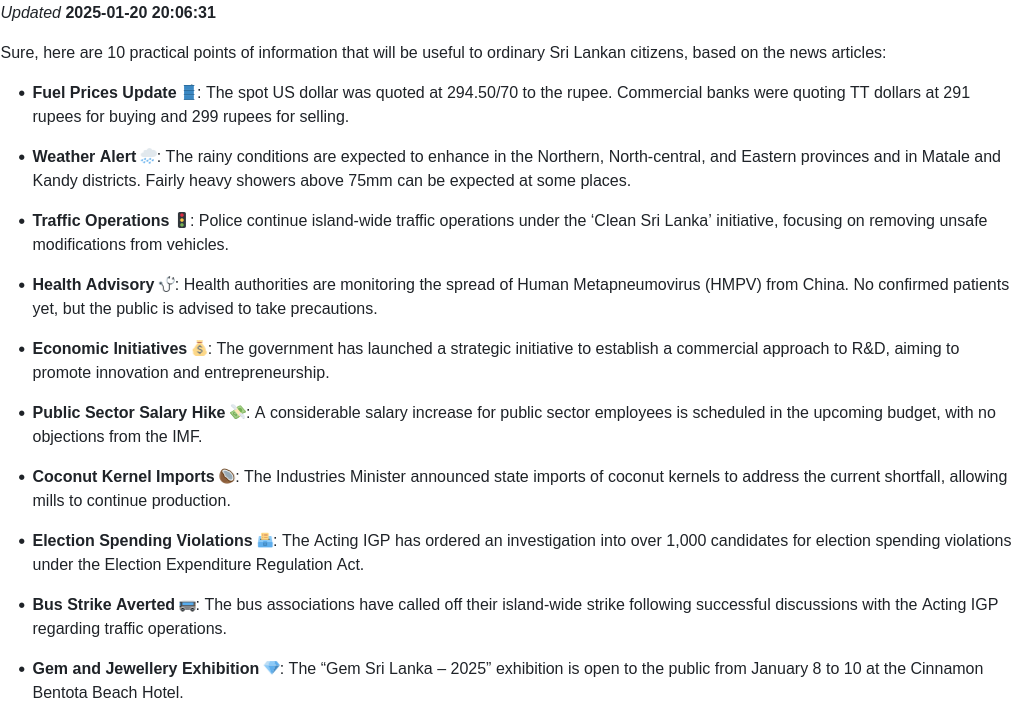 Updated 2025-01-20 20:06:31
Sure, here are 10 practical points of information that will be useful to ordinary Sri Lankan citizens, based on the news articles:
• Fuel Prices Update 🛢️: The spot US dollar was quoted at 294.50/70 to the rupee. Commercial banks were quoting TT dollars at 291
rupees for buying and 299 rupees for selling.
• Weather Alert 🌧️: The rainy conditions are expected to enhance in the Northern, North-central, and Eastern provinces and in Matale and
Kandy districts. Fairly heavy showers above 75mm can be expected at some places.
• Traffic Operations 🚦: Police continue island-wide traffic operations under the ‘Clean Sri Lanka’ initiative, focusing on removing unsafe
modifications from vehicles.
• Health Advisory 🩺: Health authorities are monitoring the spread of Human Metapneumovirus (HMPV) from China. No confirmed patients
yet, but the public is advised to take precautions.
• Economic Initiatives 💰: The government has launched a strategic initiative to establish a commercial approach to R&D, aiming to
promote innovation and entrepreneurship.
• Public Sector Salary Hike 💸: A considerable salary increase for public sector employees is scheduled in the upcoming budget, with no
objections from the IMF.
• Coconut Kernel Imports 🥥: The Industries Minister announced state imports of coconut kernels to address the current shortfall, allowing
mills to continue production.
• Election Spending Violations 🗳️: The Acting IGP has ordered an investigation into over 1,000 candidates for election spending violations
under the Election Expenditure Regulation Act.
• Bus Strike Averted 🚌: The bus associations have called off their island-wide strike following successful discussions with the Acting IGP
regarding traffic operations.
• Gem and Jewellery Exhibition 💎: The “Gem Sri Lanka – 2025” exhibition is open to the public from January 8 to 10 at the Cinnamon
Bentota Beach Hotel.